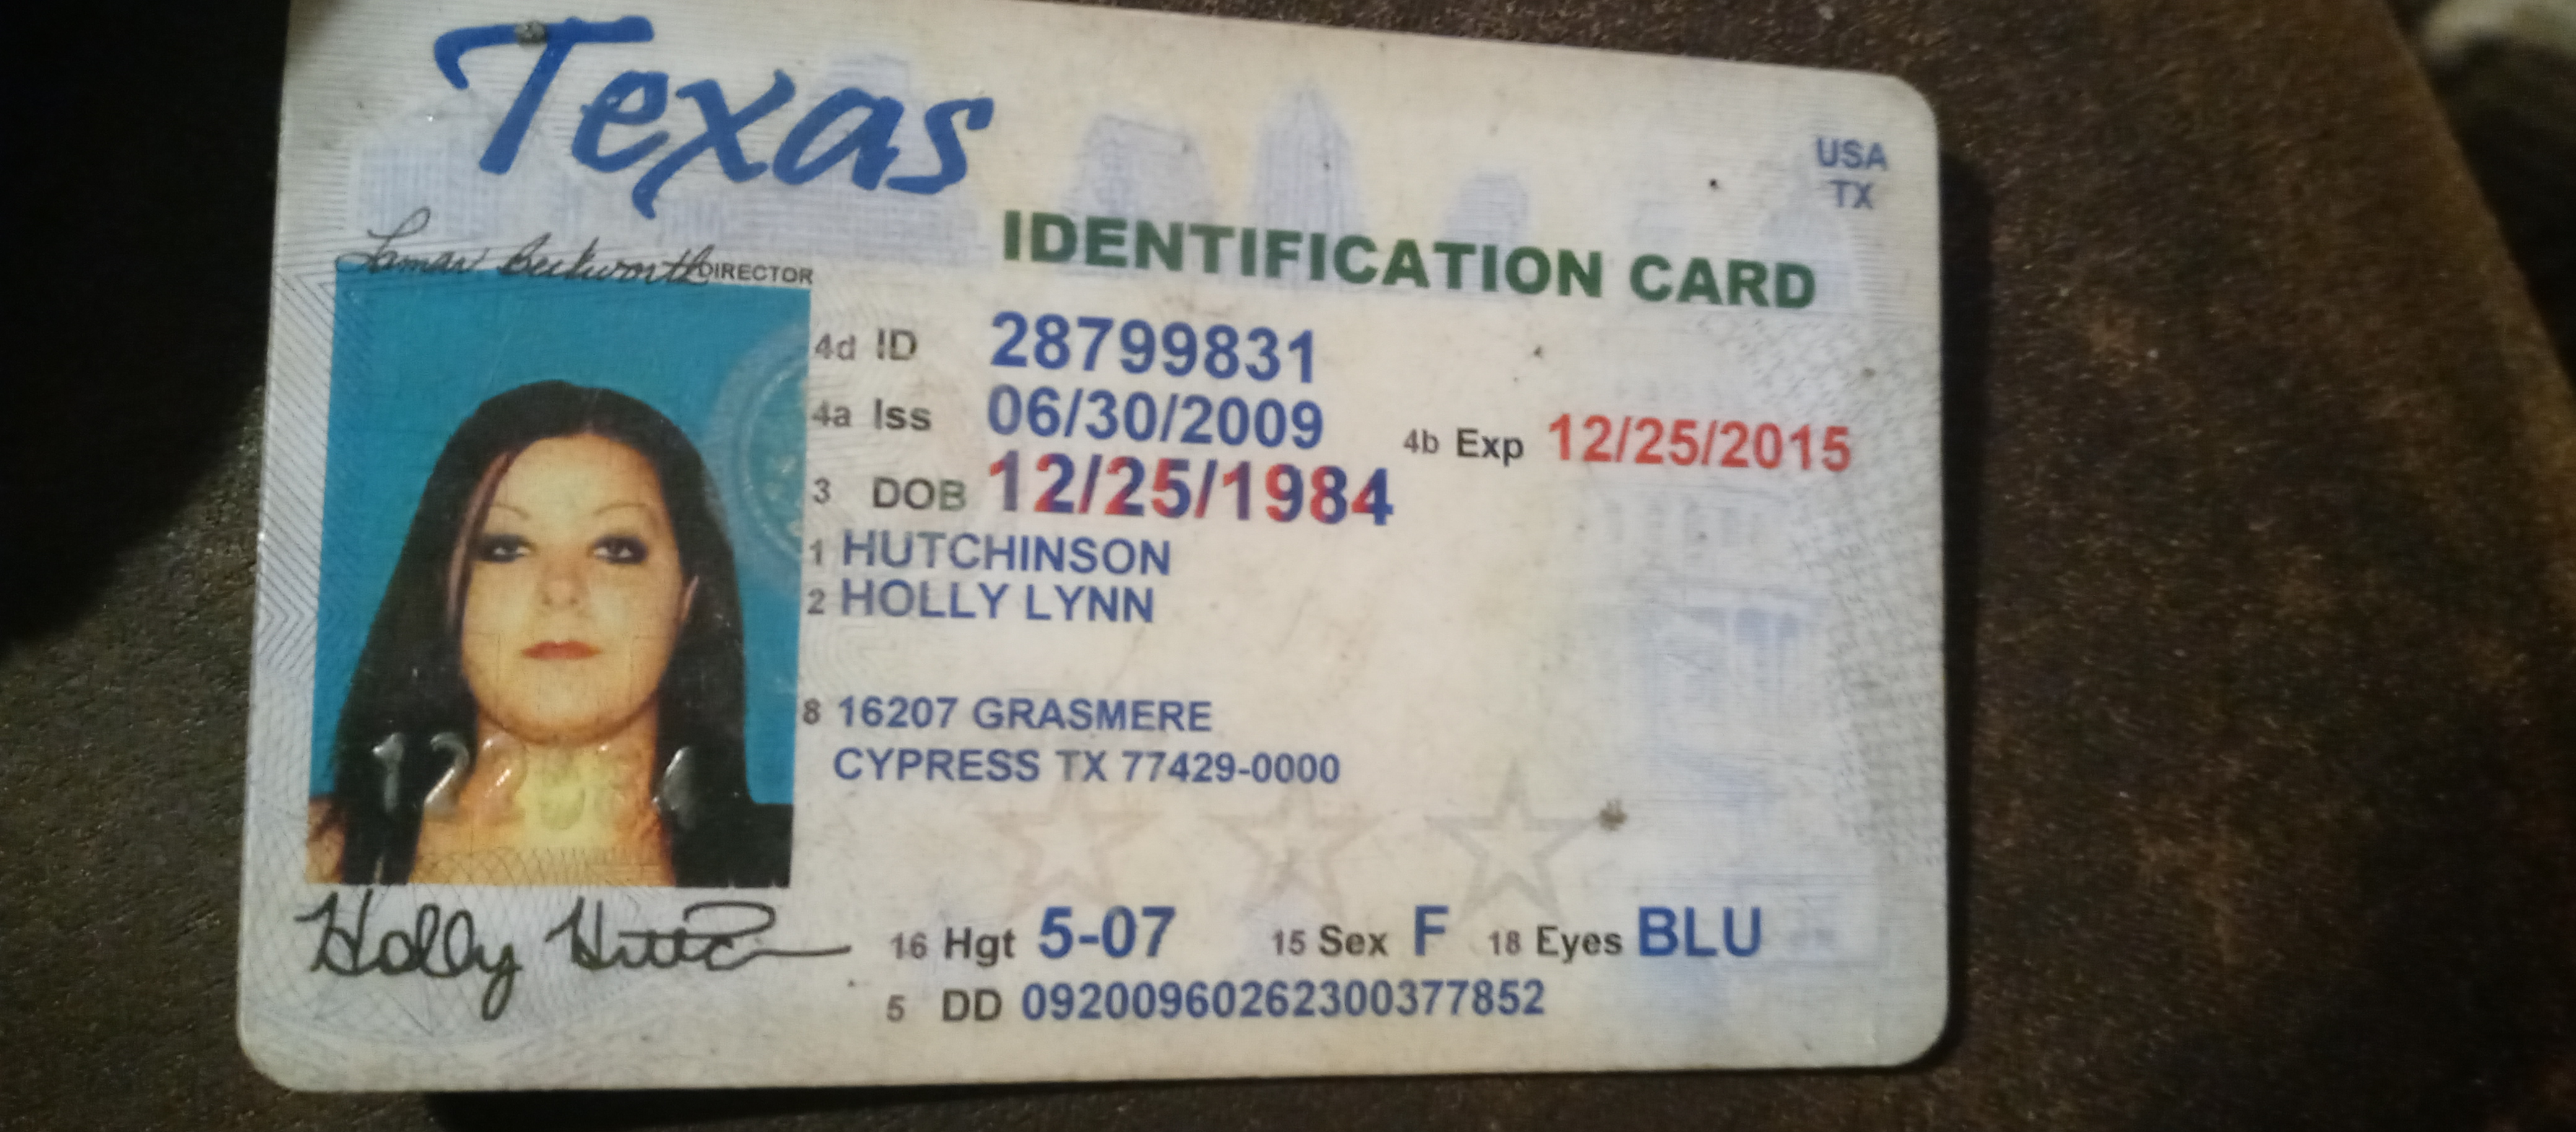 Texas
USA
TX
IDENTIFICATION CARD
DIRECTOR
4d ID 28799831
4a Iss 06/30/2009 4b Exp 12/25/2015
3 DOB 12/25/1984
1 HUTCHINSON
2 HOLLY LYNN
8 16207 GRASMERE
CYPRESS TX 77429-0000
Holly
16 Hgt 5-07 15 Sex F 18 Eyes BLU
5 DD 09200960262300377852